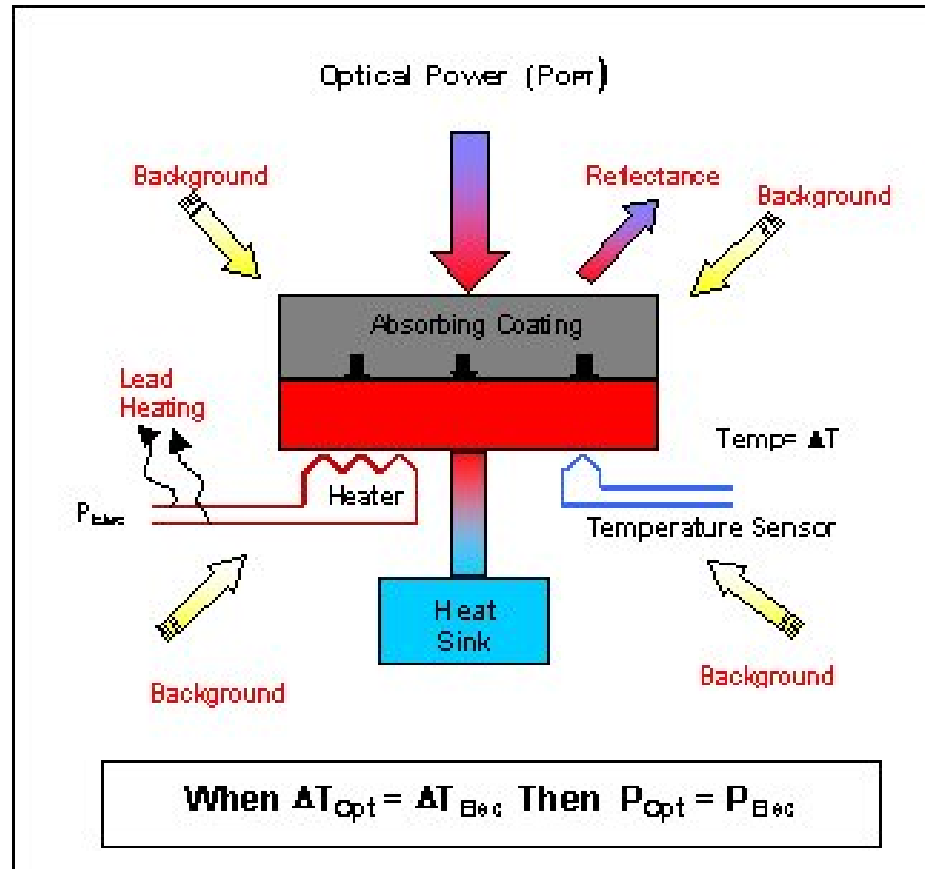 Optical Power (POPT)
Background
Reflectance
Background
Absorbing Coating
Lead
Heating
Temp= ΔT
Heater
PElec
Temperature Sensor
Heat
Sink
Background
Background
When ΔTOpt = ΔTElec Then POpt = PElec